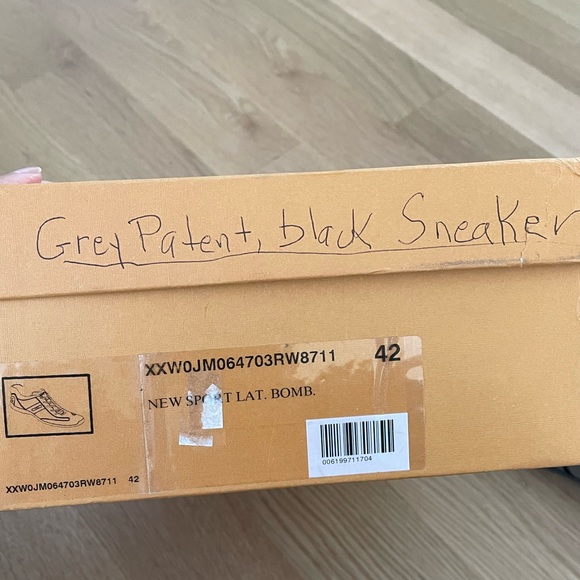 Grey Patent, black Sneaker
XXW0JM064703RW8711 42
NEW SPORT LAT. BOMB.
006199711704
XXW0JM064703RW8711 42